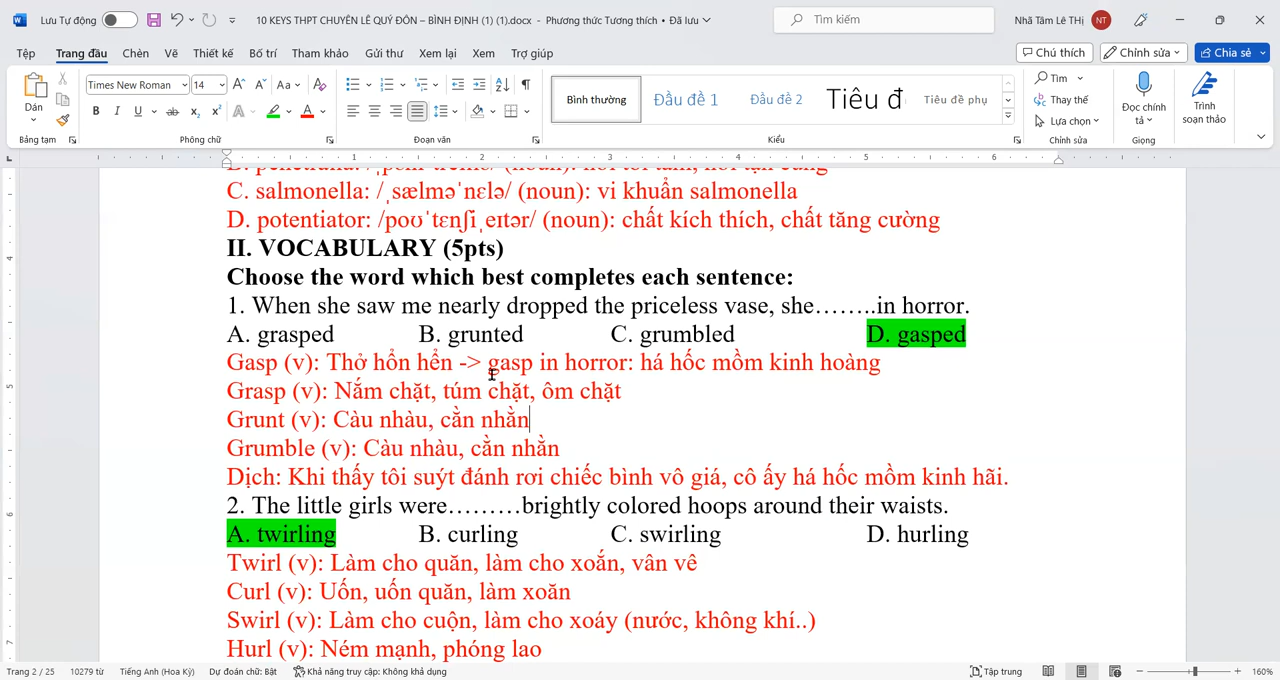 Lưu Tự động
10 KEYS THPT CHUYÊN LÊ QUÝ ĐÔN – BÌNH ĐỊNH (1) (1).docx - Phương thức Tương thích • Đã lưu
Tìm kiếm
Nhã Tâm Lê THị
NT
Tệp Trang đầu Chèn Vẽ Thiết kế Bố trí Tham khảo Gửi thư Xem lại Xem Trợ giúp
Chú thích
Chỉnh sửa
Chia sẻ
Dán
Times New Roman
14
Bình thường
Đầu đề 1
Đầu đề 2
Tiêu đ
Tiêu đề phụ
Tìm
Thay thế
Lựa chọn
Đọc chính tả
Trình soạn thảo
Bảng tạm
Phông chữ
Đoạn văn
Kiểu
Chỉnh sửa
Giọng
C. salmonella: /ˌsælməˈnɛlə/ (noun): vi khuẩn salmonella
D. potentiator: /poʊˈtɛnʃiˌeɪtər/ (noun): chất kích thích, chất tăng cường
II. VOCABULARY (5pts)
Choose the word which best completes each sentence:
1. When she saw me nearly dropped the priceless vase, she……..in horror.
A. grasped B. grunted C. grumbled D. gasped
Gasp (v): Thở hổn hển -> gasp in horror: há hốc mồm kinh hoàng
Grasp (v): Nắm chặt, túm chặt, ôm chặt
Grunt (v): Càu nhàu, cằn nhằn
Grumble (v): Càu nhàu, cằn nhằn
Dịch: Khi thấy tôi suýt đánh rơi chiếc bình vô giá, cô ấy há hốc mồm kinh hãi.
2. The little girls were………brightly colored hoops around their waists.
A. twirling B. curling C. swirling D. hurling
Twirl (v): Làm cho quăn, làm cho xoắn, vân vê
Curl (v): Uốn, uốn quăn, làm xoăn
Swirl (v): Làm cho cuộn, làm cho xoáy (nước, không khí..)
Hurl (v): Ném mạnh, phóng lao
Trang 2 / 25 10279 từ Tiếng Anh (Hoa Kỳ) Dự đoán chữ: Bật Khả năng truy cập: Không khả dụng Tập trung 160%